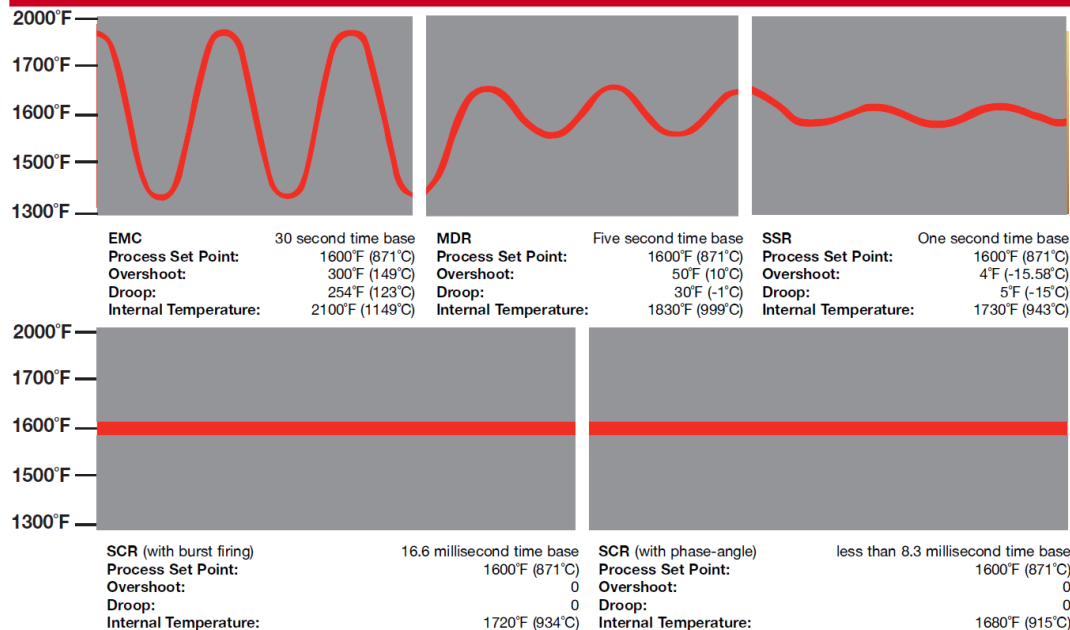 2000°F
1700°F
1600°F
1500°F
1300°F
EMC 30 second time base
Process Set Point: 1600°F (871°C)
Overshoot: 300°F (149°C)
Droop: 254°F (123°C)
Internal Temperature: 2100°F (1149°C)
MDR Five second time base
Process Set Point: 1600°F (871°C)
Overshoot: 50°F (10°C)
Droop: 30°F (-1°C)
Internal Temperature: 1830°F (999°C)
SSR One second time base
Process Set Point: 1600°F (871°C)
Overshoot: 4°F (-15.58°C)
Droop: 5°F (-15°C)
Internal Temperature: 1730°F (943°C)
2000°F
1700°F
1600°F
1500°F
1300°F
SCR (with burst firing) 16.6 millisecond time base
Process Set Point: 1600°F (871°C)
Overshoot: 0
Droop: 0
Internal Temperature: 1720°F (934°C)
SCR (with phase-angle) less than 8.3 millisecond time base
Process Set Point: 1600°F (871°C)
Overshoot: 0
Droop: 0
Internal Temperature: 1680°F (915°C)